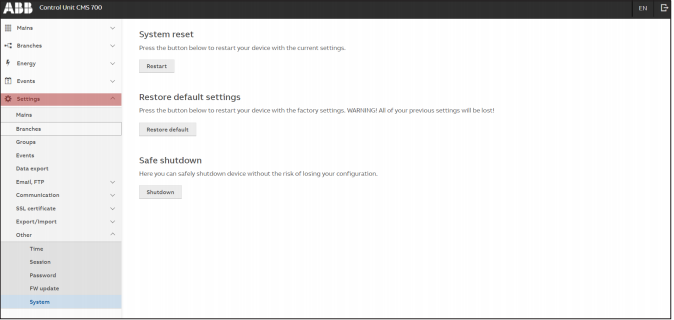 ABB Control Unit CMS 700 EN
Mains
Branches
Energy
Events
Settings
Mains
Branches
Groups
Events
Data export
Email, FTP
Communication
SSL certificate
Export/Import
Other
Time
Session
Password
FW update
System
System reset
Press the button below to restart your device with the current settings.
Restart
Restore default settings
Press the button below to restart your device with the factory settings. WARNING! All of your previous settings will be lost!
Restore default
Safe shutdown
Here you can safely shutdown device without the risk of losing your configuration.
Shutdown